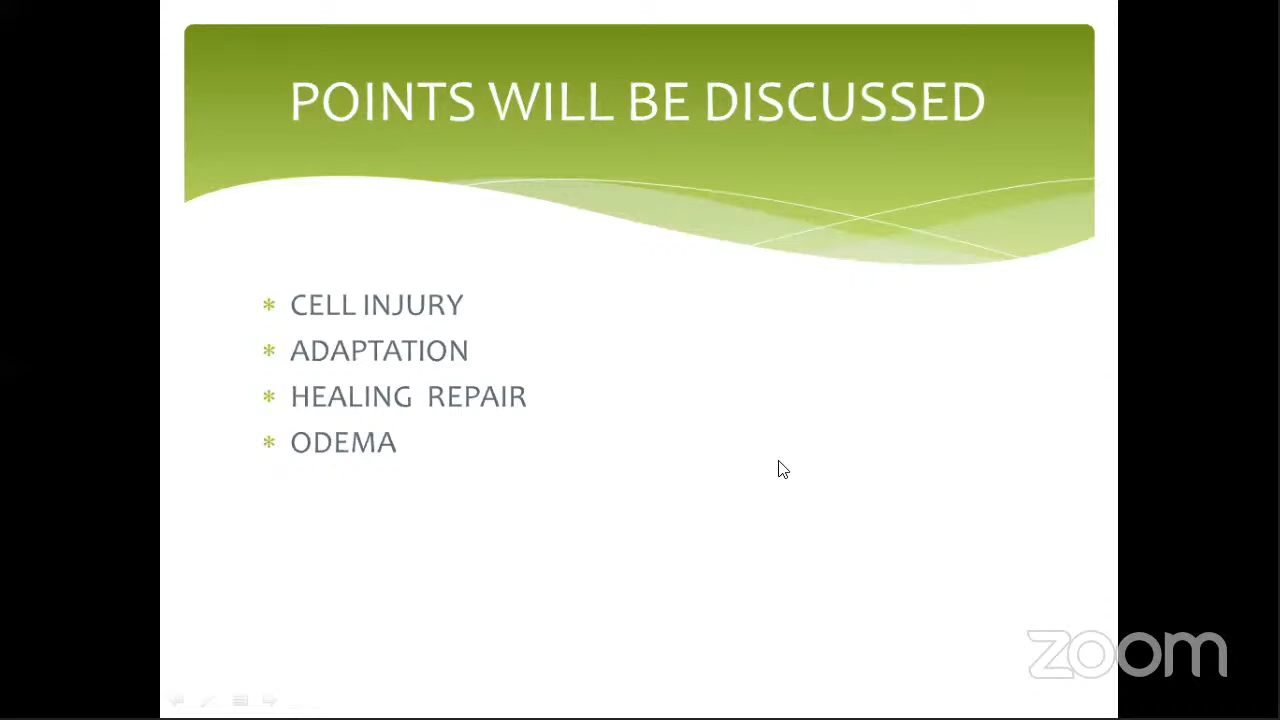 POINTS WILL BE DISCUSSED
* CELL INJURY
* ADAPTATION
* HEALING  REPAIR
* ODEMA
zoom